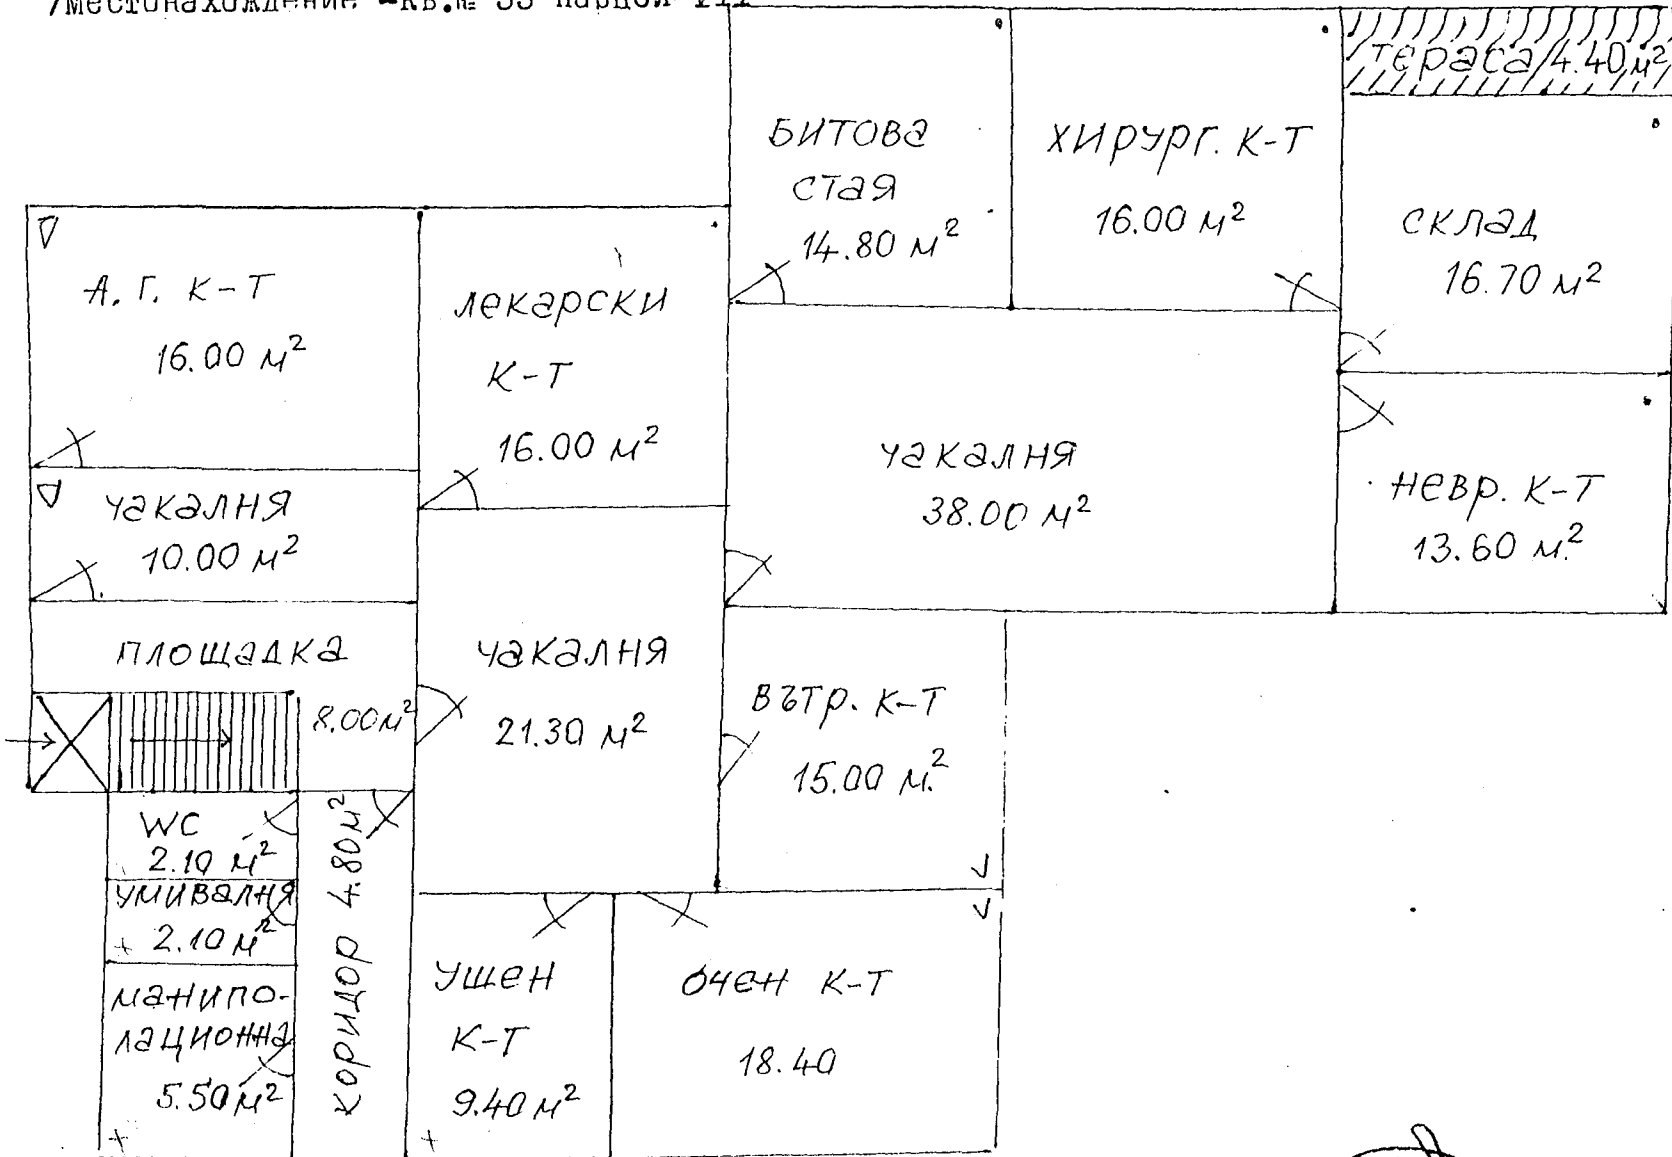 /местонахождение -кв.№ 35 парцел III
тераса 4.40 м²
БИТОВа
стая
14.80 м²
хирург. к-т
16.00 м²
склад
16.70 м²
А. Г. К-Т
16.00 м²
лекарски
К-Т
16.00 м²
чакалня
38.00 м²
невр. К-Т
13.60 м²
чакалня
10.00 м²
площадка
8.00 м²
чакалня
21.30 м²
вътр. К-Т
15.00 м²
WC
2.10 м²
умивалня
2.10 м²
манипо-
лационна
5.50 м²
коридор 4.80 м²
ушен
К-Т
9.40 м²
очен К-Т
18.40